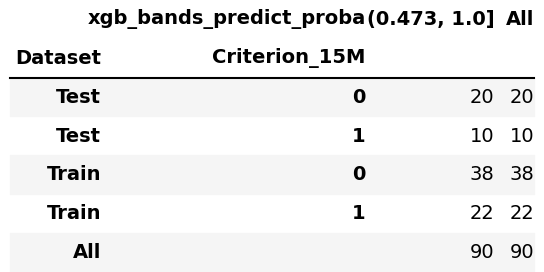 xgb_bands_predict_proba (0.473, 1.0] All
Dataset Criterion_15M
Test 0 20 20
Test 1 10 10
Train 0 38 38
Train 1 22 22
All 90 90